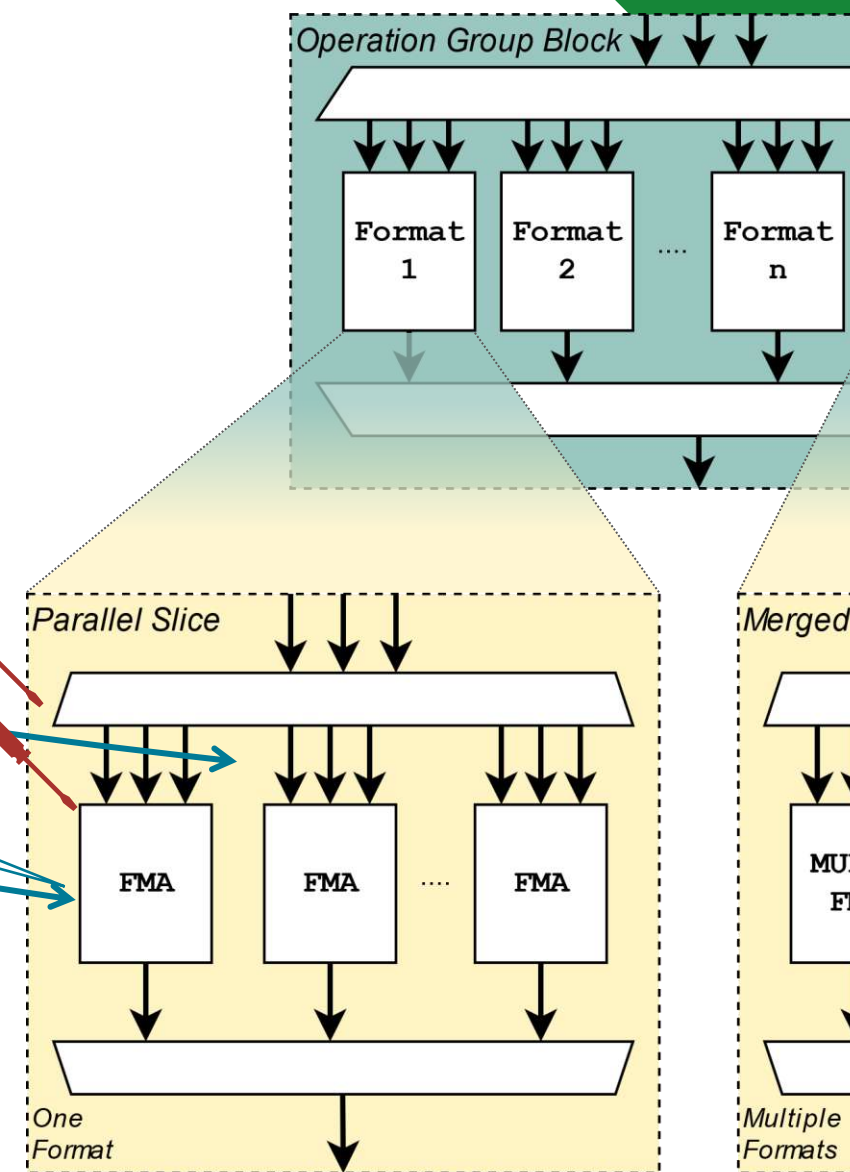 Operation Group Block
Format
1
Format
2
....
Format
n
Parallel Slice
FMA
FMA
....
FMA
One
Format
Merged
Multiple
Formats